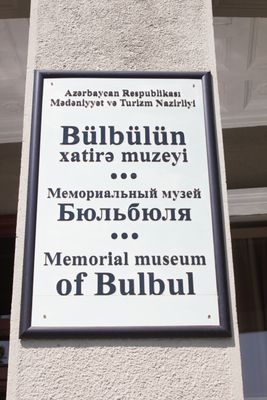 Azərbaycan Respublikası
Mədəniyyət və Turizm Nazirliyi
Bülbülün
xatirə muzeyi
•••
Мемориальный музей
Бюльбюля
•••
Memorial museum
of Bulbul